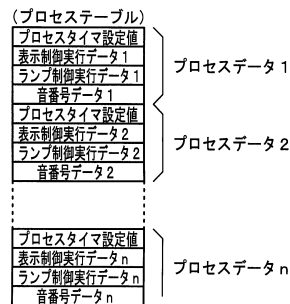 (プロセステーブル)
プロセスタイマ設定値
表示制御実行データ1
ランプ制御実行データ1
音番号データ1
プロセスデータ1
プロセスタイマ設定値
表示制御実行データ2
ランプ制御実行データ2
音番号データ2
プロセスデータ2
プロセスタイマ設定値
表示制御実行データn
ランプ制御実行データn
音番号データn
プロセスデータn